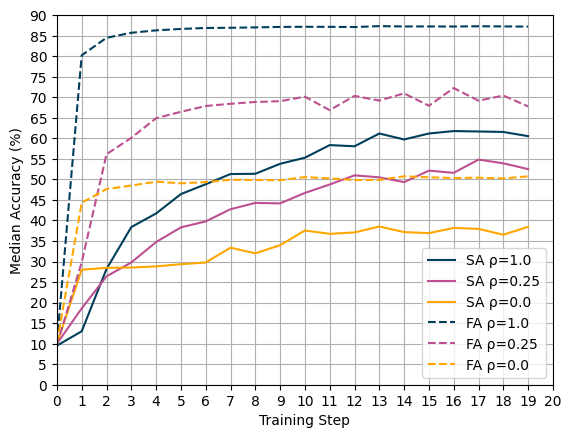 90
85
80
75
70
65
60
55
50
45
40
35
30
25
20
15
10
5
0
Median Accuracy (%)
SA ρ=1.0
SA ρ=0.25
SA ρ=0.0
FA ρ=1.0
FA ρ=0.25
FA ρ=0.0
0 1 2 3 4 5 6 7 8 9 10 11 12 13 14 15 16 17 18 19 20
Training Step